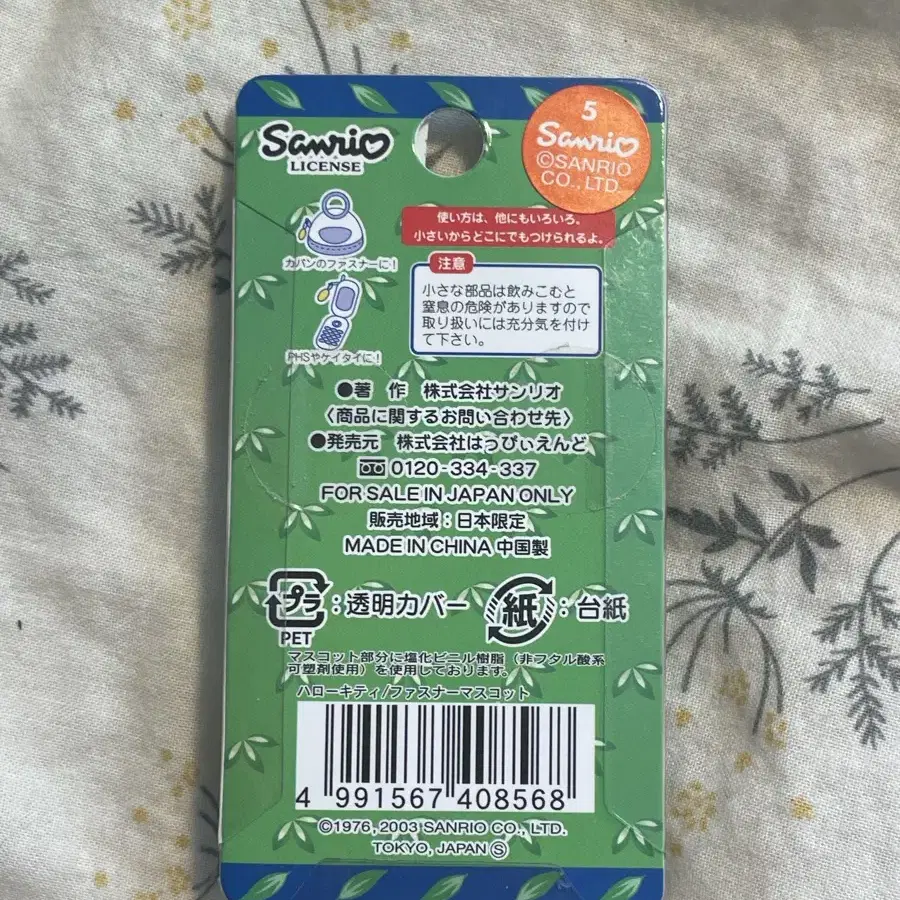 Sanrio
LICENSE
5
Sanrio
©SANRIO
CO., LTD.
使い方は、他にもいろいろ。
小さいからどこにでもつけられるよ。
カバンのファスナーに!
注意
小さな部品は飲みこむと
窒息の危険がありますので
取り扱いには充分気を付け
て下さい。
PHSやケイタイに!
●著 作 株式会社サンリオ
〈商品に関するお問い合わせ先〉
●発売元 株式会社はっぴぃえんど
0120-334-337
FOR SALE IN JAPAN ONLY
販売地域:日本限定
MADE IN CHINA 中国製
プラ:透明カバー 紙:台紙
PET
マスコット部分に塩化ビニル樹脂(非フタル酸系
可塑剤使用)を使用しております。
ハローキティ/ファスナーマスコット
4 991567 408568
©1976, 2003 SANRIO CO., LTD.
TOKYO, JAPAN Ⓢ